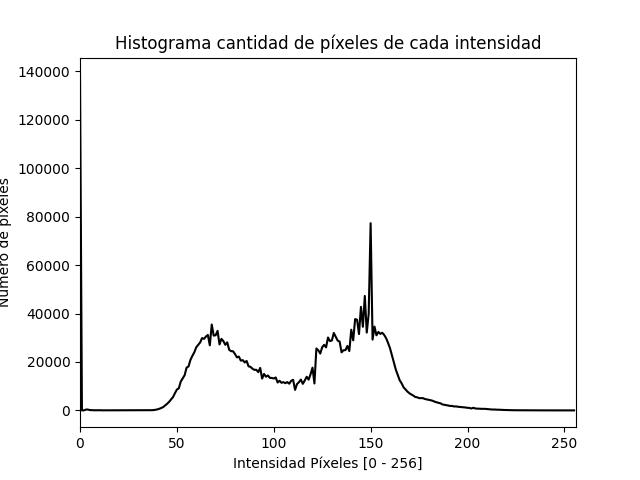 Histograma cantidad de píxeles de cada intensidad
140000
120000
100000
80000
60000
40000
20000
0
Número de píxeles
0 50 100 150 200 250
Intensidad Píxeles [0 - 256]